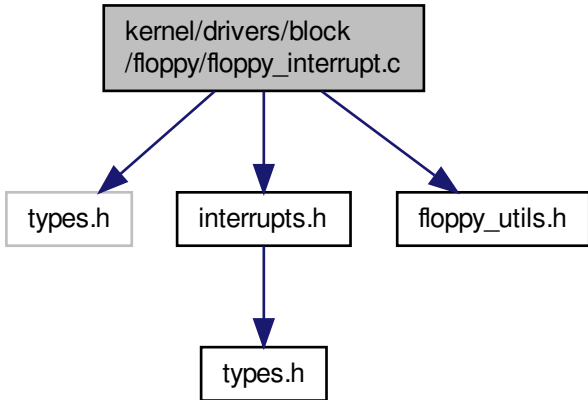 kernel/drivers/block
/floppy/floppy_interrupt.c
types.h
interrupts.h
floppy_utils.h
types.h